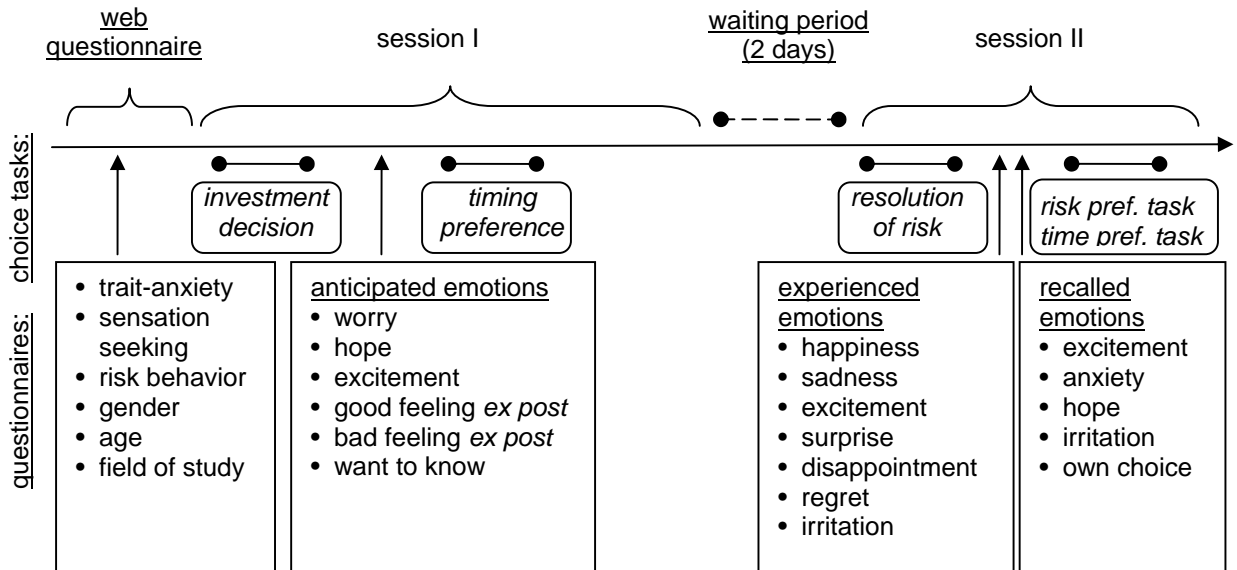 web
questionnaire
session I
waiting period
(2 days)
session II
choice tasks:
investment
decision
timing
preference
resolution
of risk
risk pref. task
time pref. task
questionnaires:
• trait-anxiety
• sensation
seeking
• risk behavior
• gender
• age
• field of study
anticipated emotions
• worry
• hope
• excitement
• good feeling ex post
• bad feeling ex post
• want to know
experienced
emotions
• happiness
• sadness
• excitement
• surprise
• disappointment
• regret
• irritation
recalled
emotions
• excitement
• anxiety
• hope
• irritation
• own choice